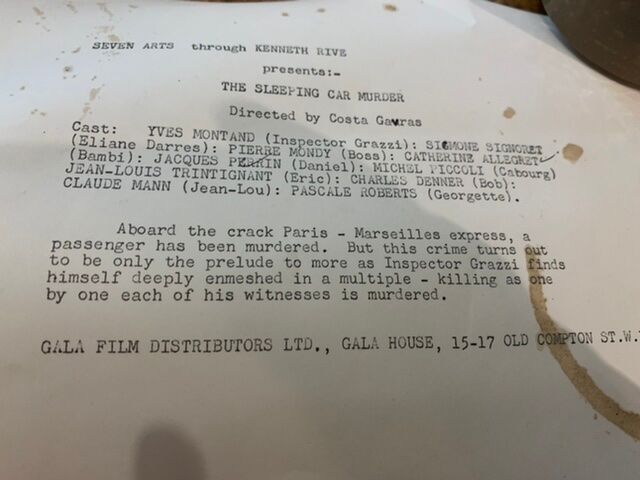 SEVEN ARTS through KENNETH RIVE
presents:-
THE SLEEPING CAR MURDER
Directed by Costa Gavras
Cast: YVES MONTAND (Inspector Grazzi): SIGMONE SIGNORET
(Eliane Darres): PIERRE MONDY (Boss): CATHERINE ALLEGRET
(Bambi): JACQUES PERRIN (Daniel): MICHEL PICCOLI (Cabourg)
JEAN-LOUIS TRINTIGNANT (Eric): CHARLES DENNER (Bob):
CLAUDE MANN (Jean-Lou): PASCALE ROBERTS (Georgette).
Aboard the crack Paris - Marseilles express, a
passenger has been murdered. But this crime turns out
to be only the prelude to more as Inspector Grazzi finds
himself deeply enmeshed in a multiple - killing as one
by one each of his witnesses is murdered.
GALA FILM DISTRIBUTORS LTD., GALA HOUSE, 15-17 OLD COMPTON ST.W.